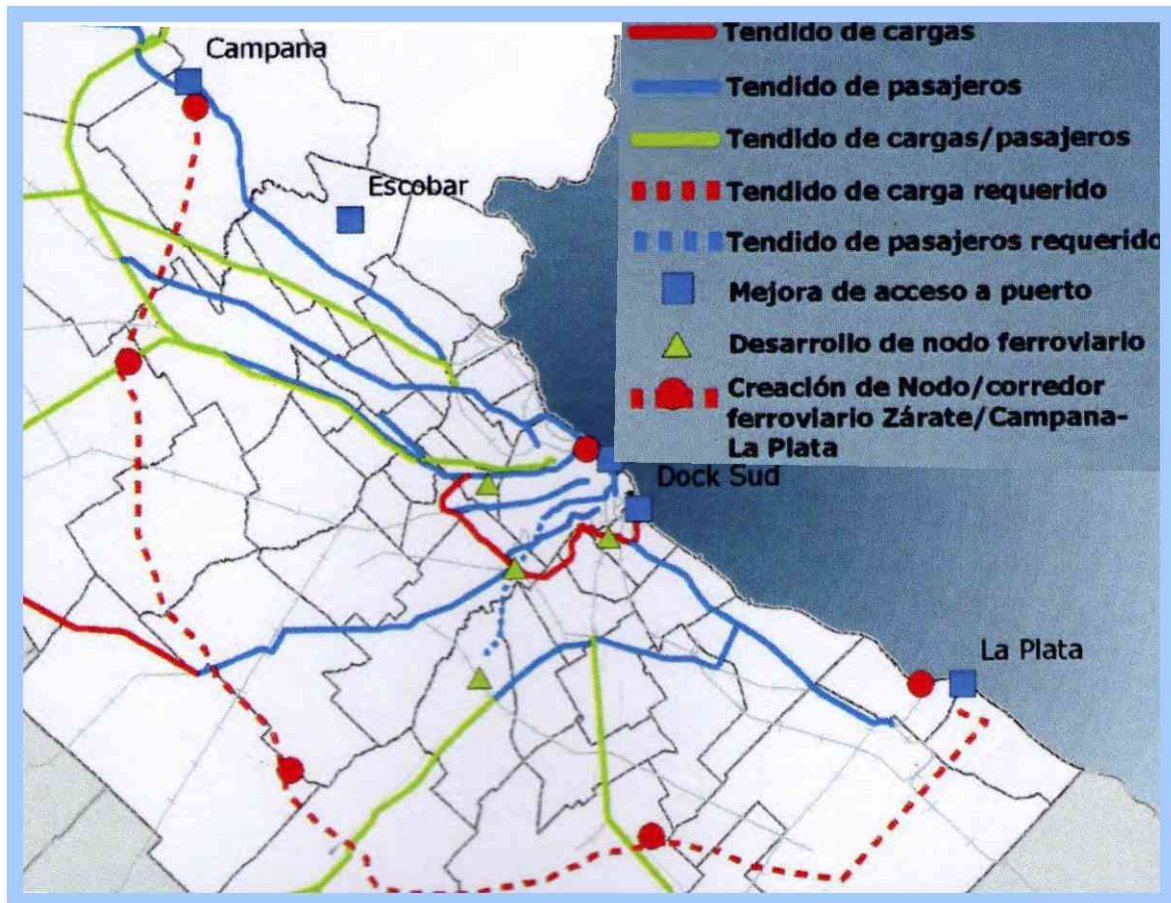 Campana
Escobar
Tendido de cargas
Tendido de pasajeros
Tendido de cargas/pasajeros
Tendido de carga requerido
Tendido de pasajeros requerido
Mejora de acceso a puerto
Desarrollo de nodo ferroviario
Creación de Nodo/corredor
ferroviario Zárate/Campana-
La Plata
Dock Sud
La Plata